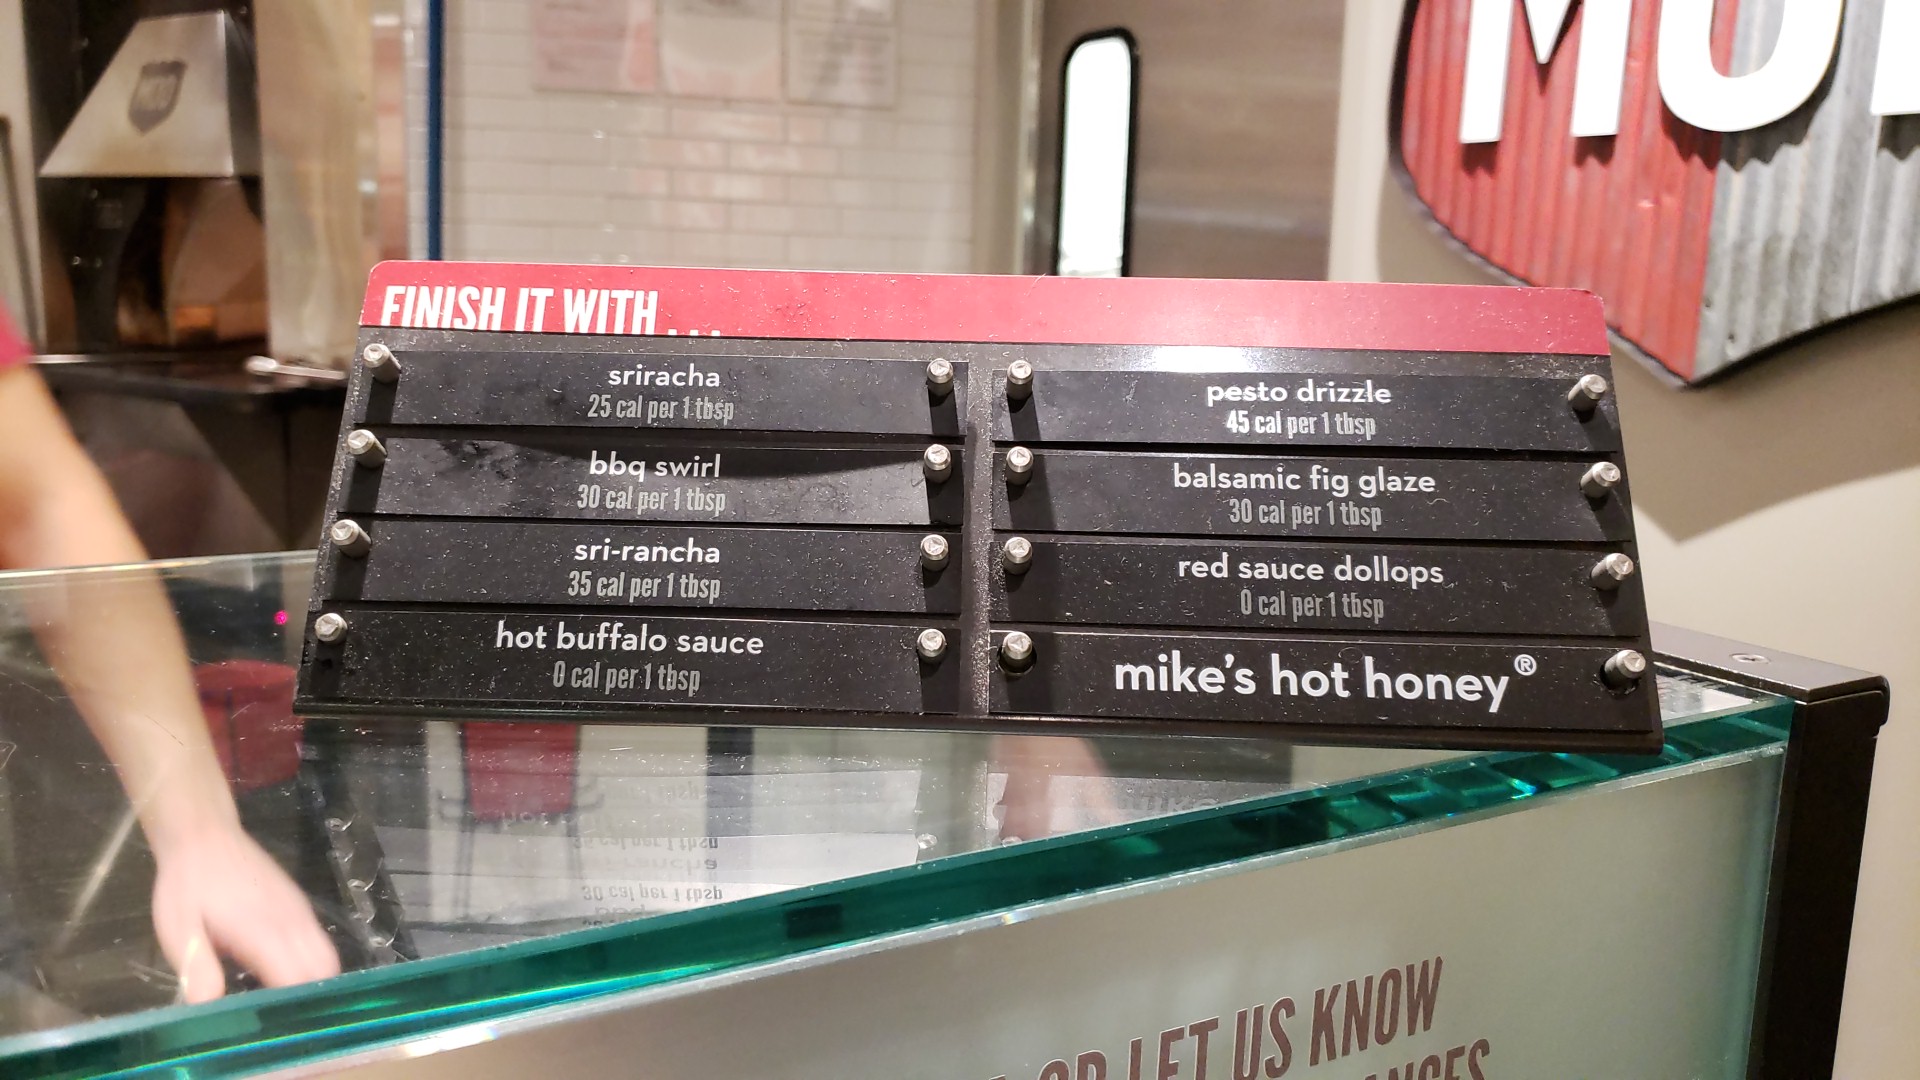 MOD
FINISH IT WITH...
sriracha
25 cal per 1 tbsp
bbq swirl
30 cal per 1 tbsp
sri-rancha
35 cal per 1 tbsp
hot buffalo sauce
0 cal per 1 tbsp
pesto drizzle
45 cal per 1 tbsp
balsamic fig glaze
30 cal per 1 tbsp
red sauce dollops
0 cal per 1 tbsp
mike's hot honey®
OR LET US KNOW